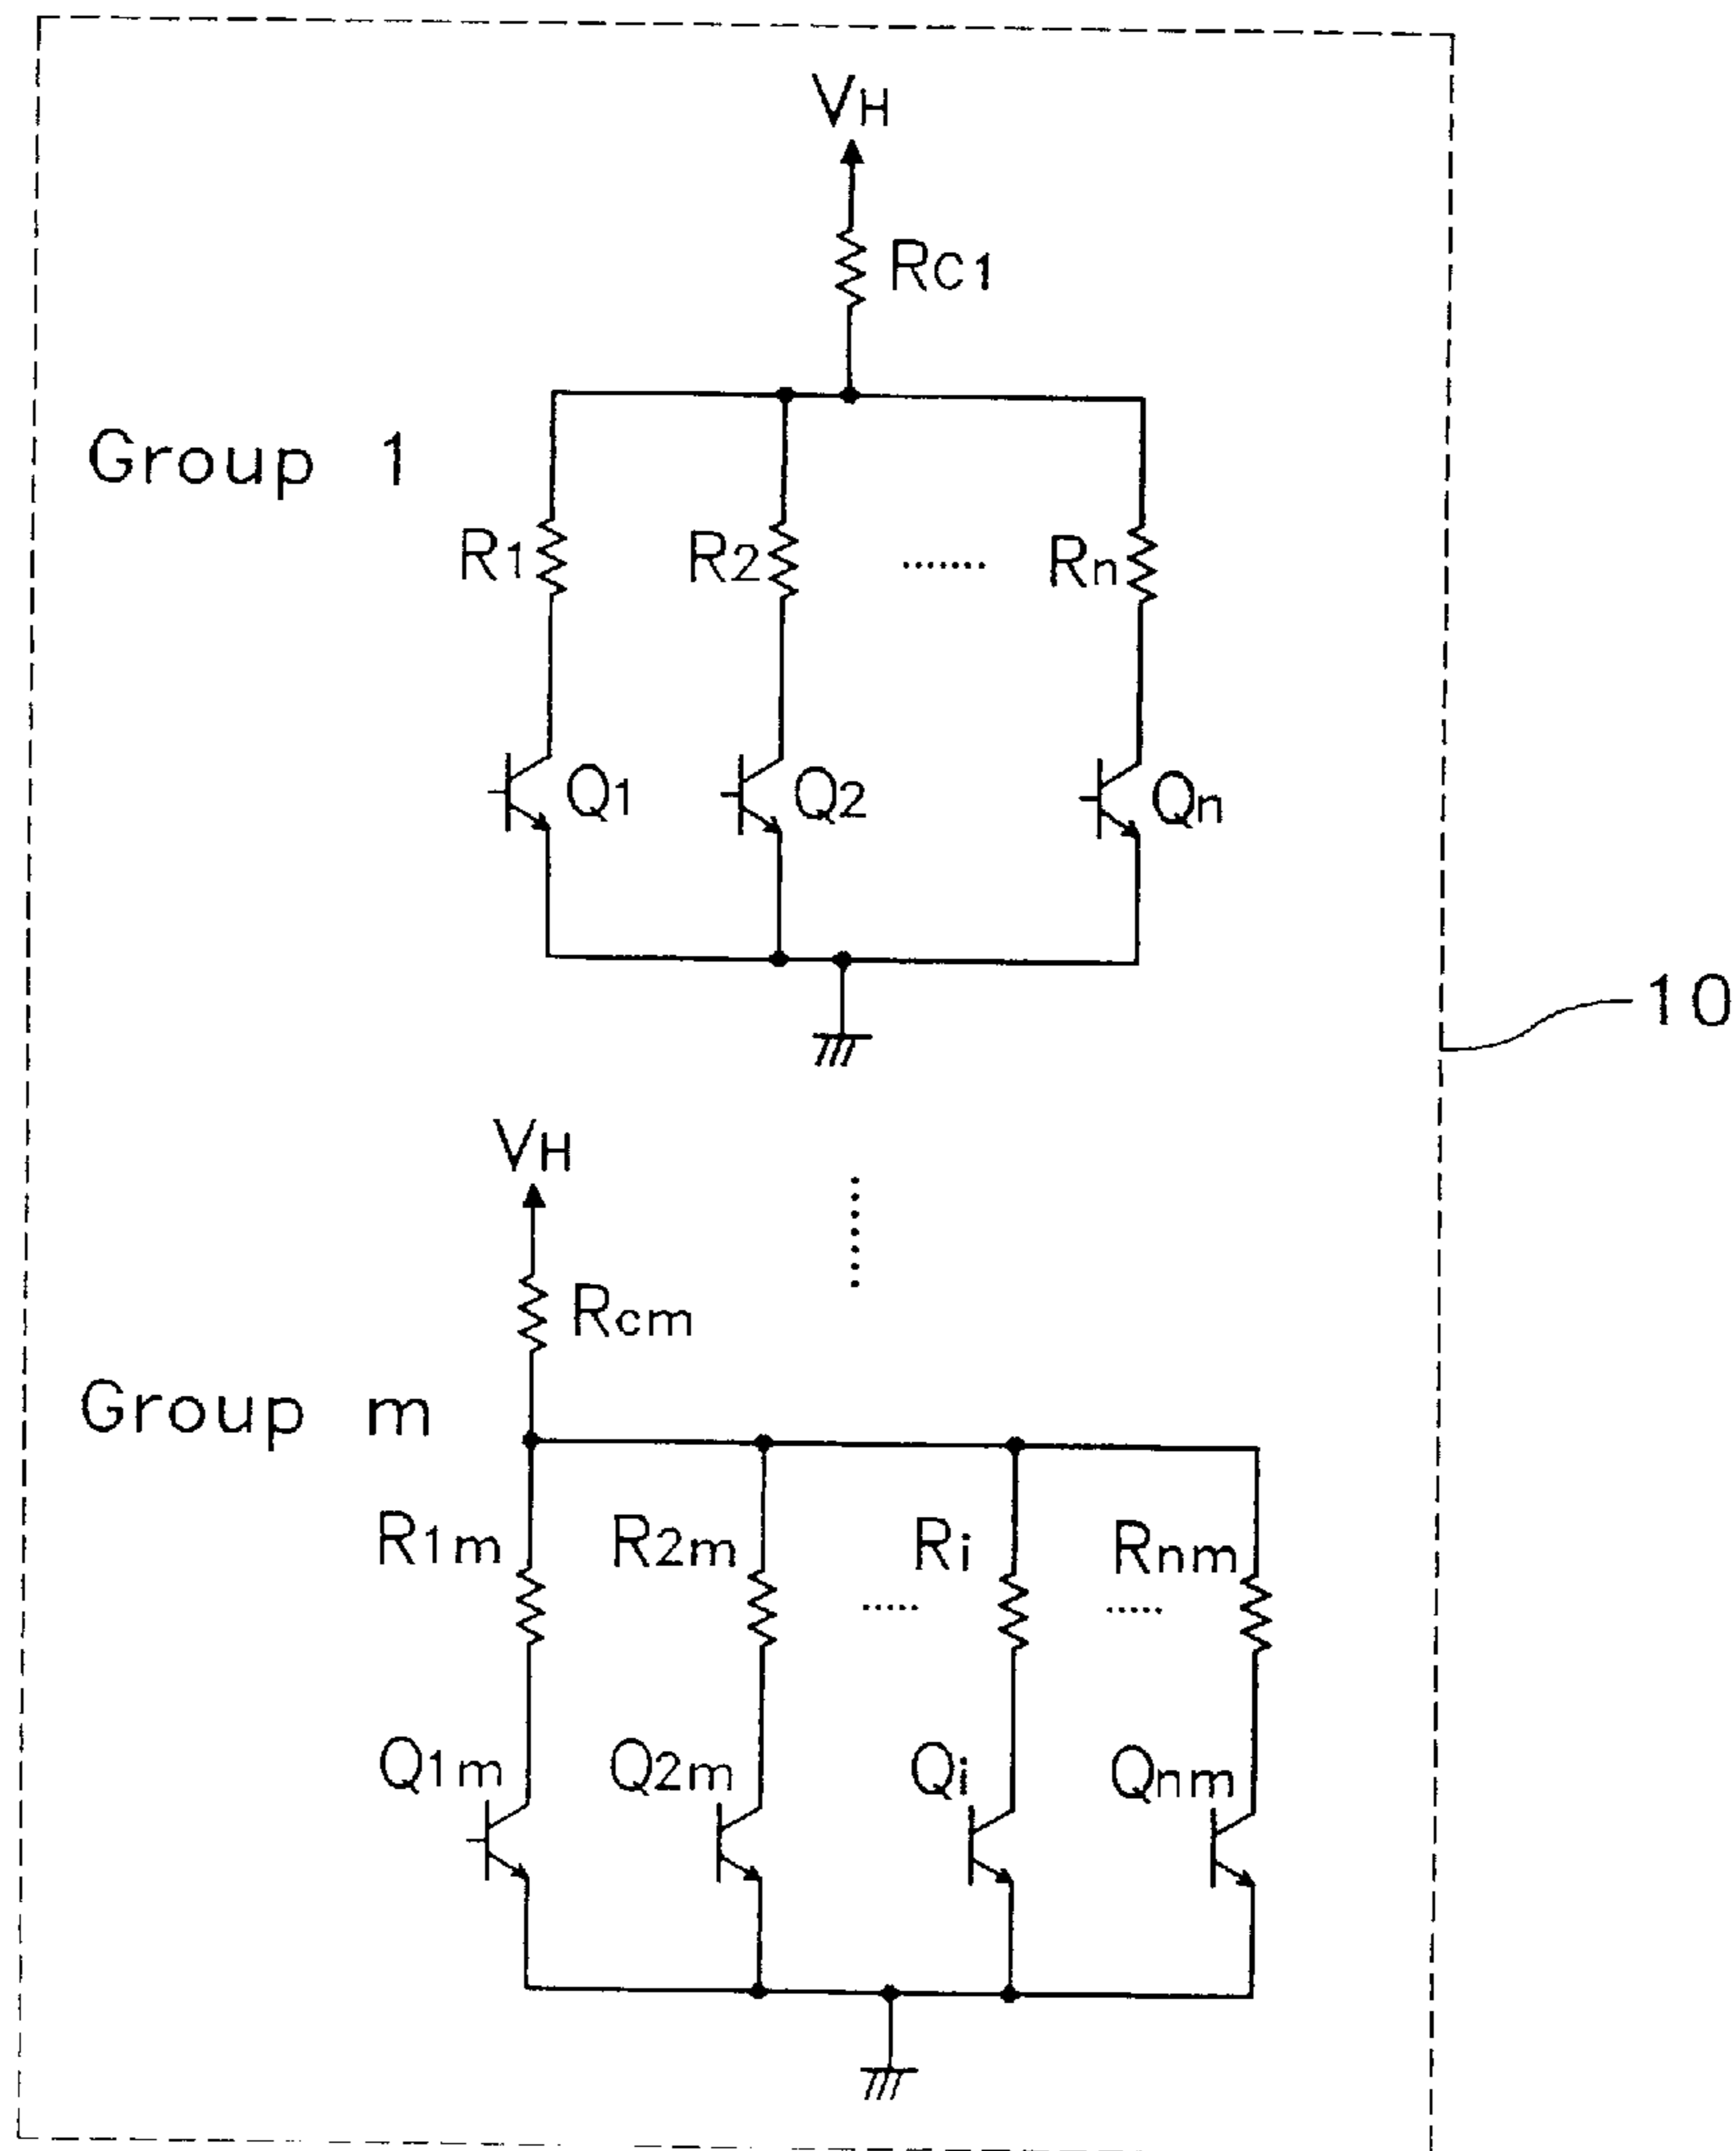 VH
RC1
Group 1
R1 R2 ....... Rn
Q1 Q2 Qn
10
VH
Rcm
Group m
R1m R2m Ri Rnm
Q1m Q2m Qi Qnm